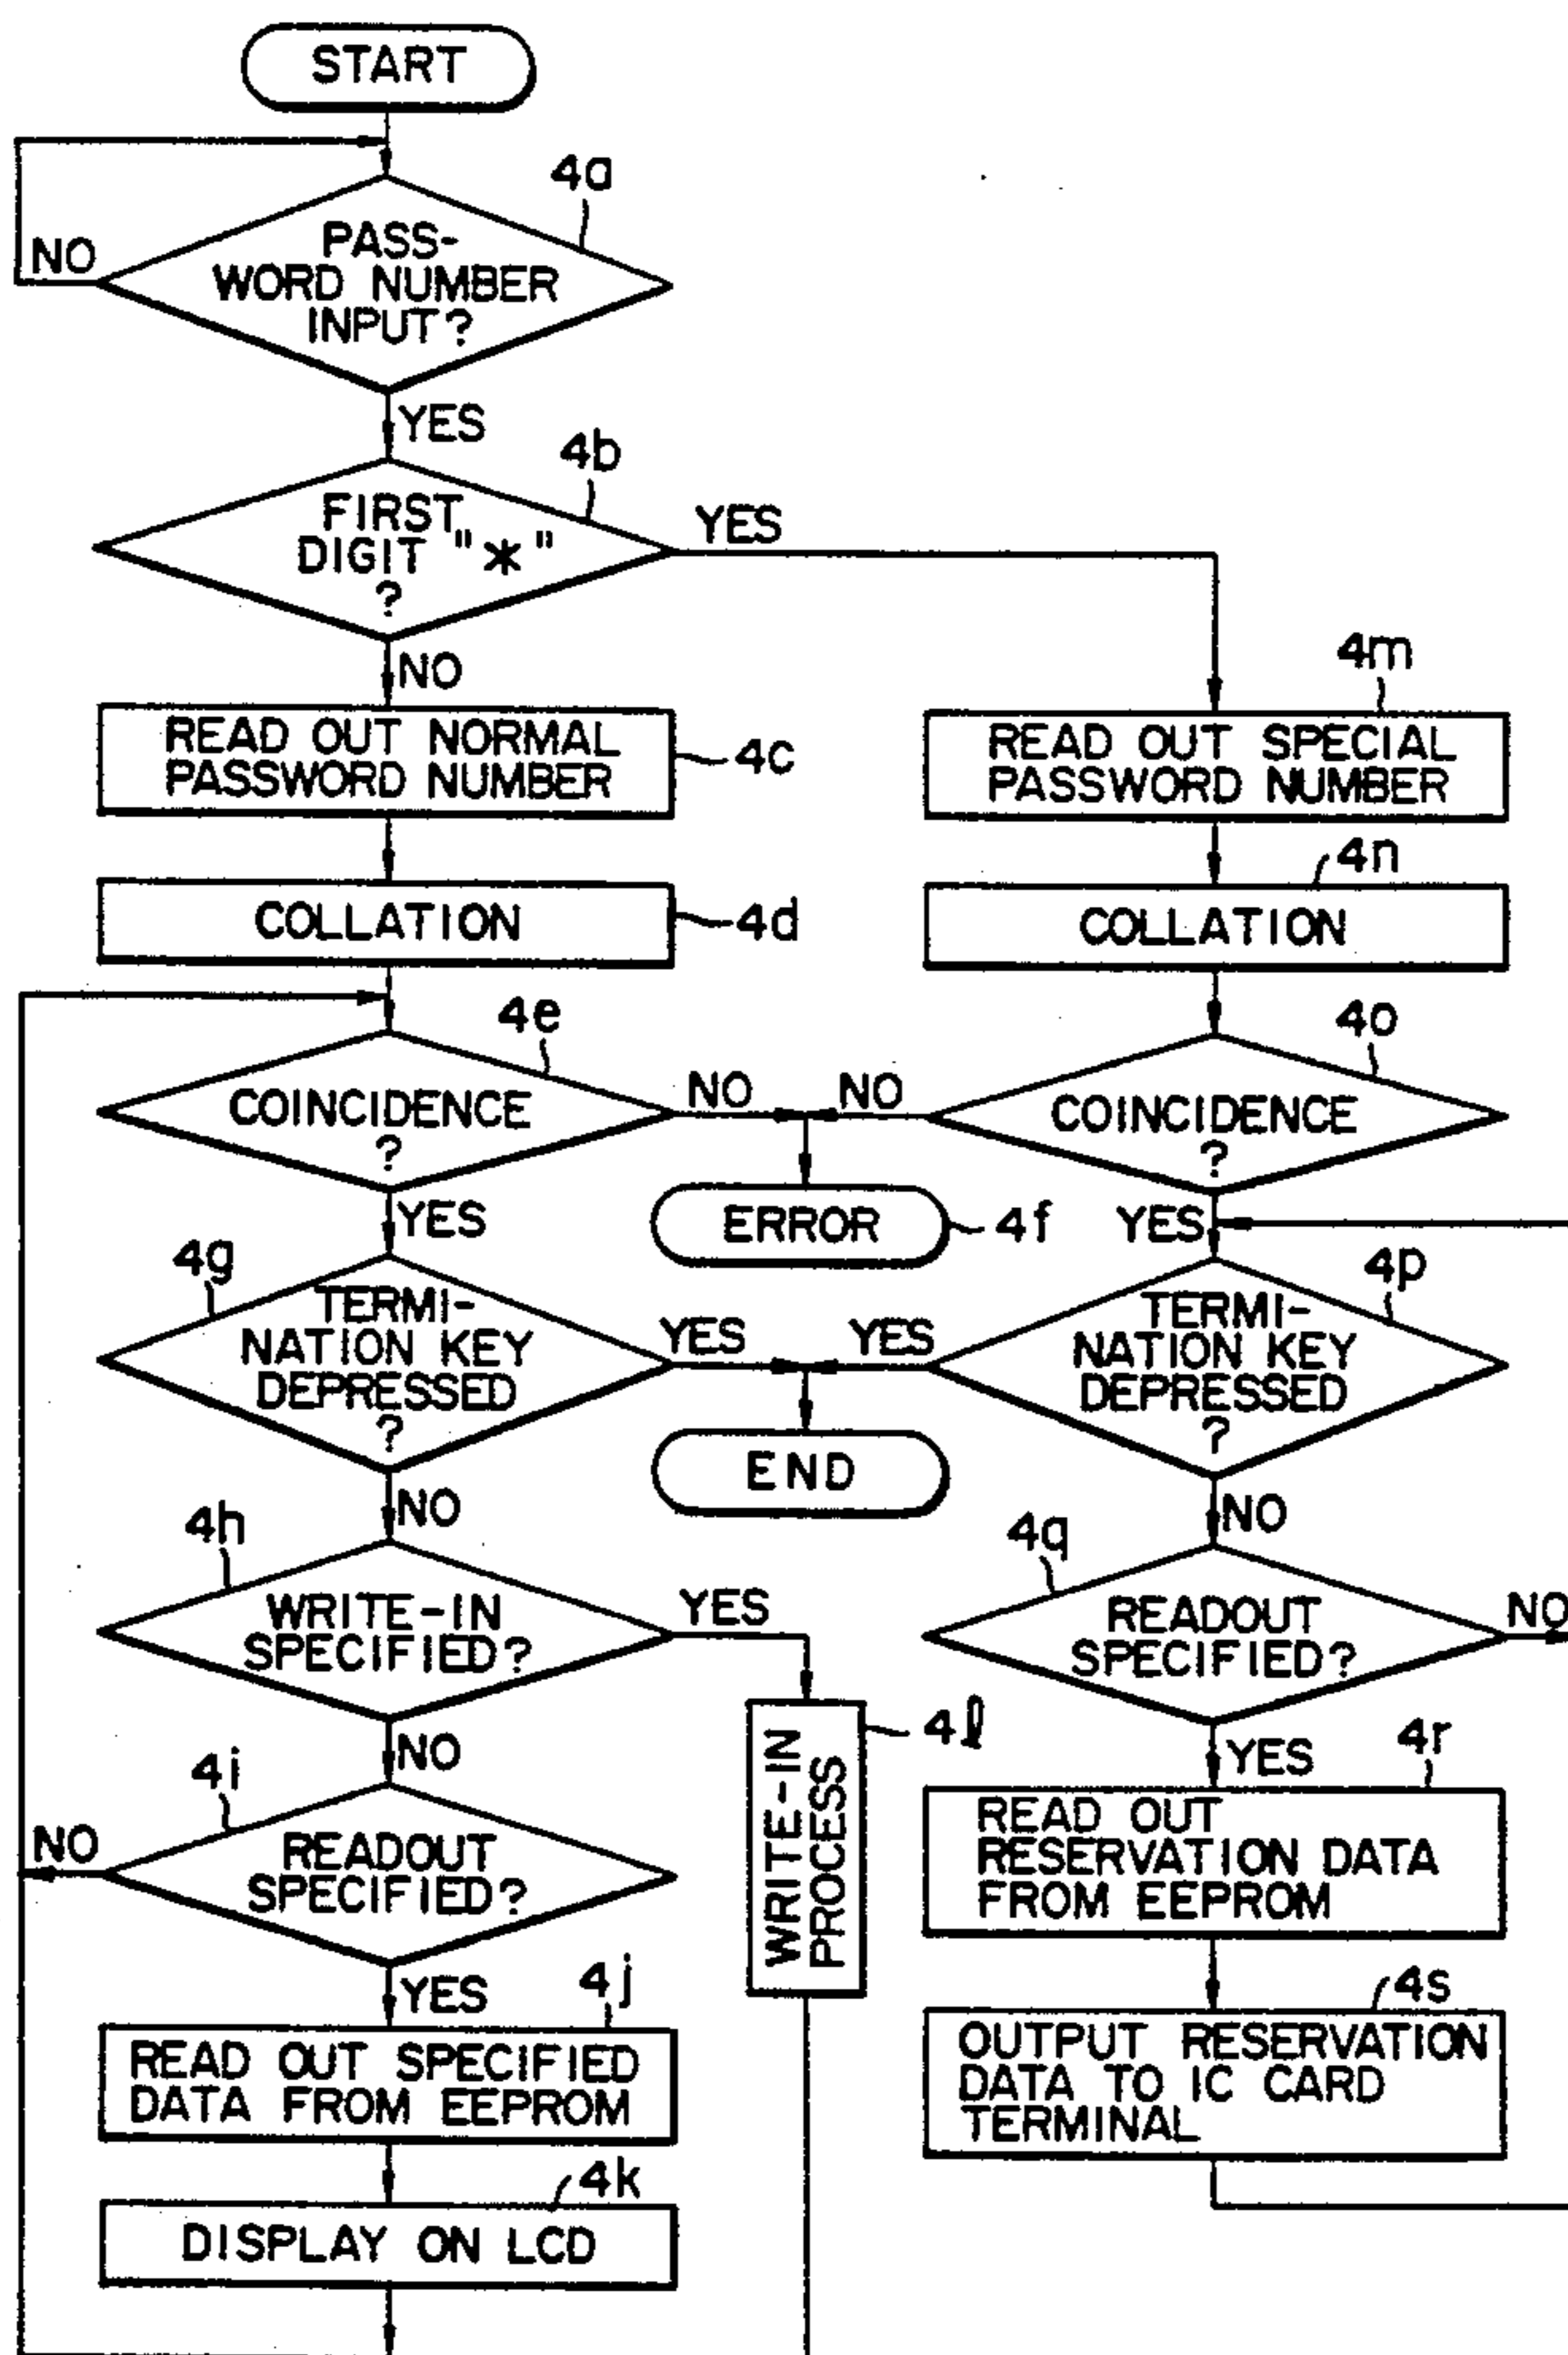 START
4a
NO
PASS-
WORD NUMBER
INPUT?
YES
4b
FIRST
DIGIT "*"
?
YES
NO
4m
READ OUT NORMAL
PASSWORD NUMBER
4c
READ OUT SPECIAL
PASSWORD NUMBER
4n
COLLATION
4d
COLLATION
4e
4o
COINCIDENCE
?
NO
NO
COINCIDENCE
?
YES
ERROR
4f
YES
4g
4p
TERMI-
NATION KEY
DEPRESSED
?
YES
YES
TERMI-
NATION KEY
DEPRESSED
?
END
NO
NO
4h
4q
WRITE-IN
SPECIFIED?
YES
READOUT
SPECIFIED?
NO
NO
WRITE-IN
PROCESS
4l
YES
4r
4i
NO
READOUT
SPECIFIED?
READ OUT
RESERVATION DATA
FROM EEPROM
YES
4j
4s
READ OUT SPECIFIED
DATA FROM EEPROM
OUTPUT RESERVATION
DATA TO IC CARD
TERMINAL
4k
DISPLAY ON LCD